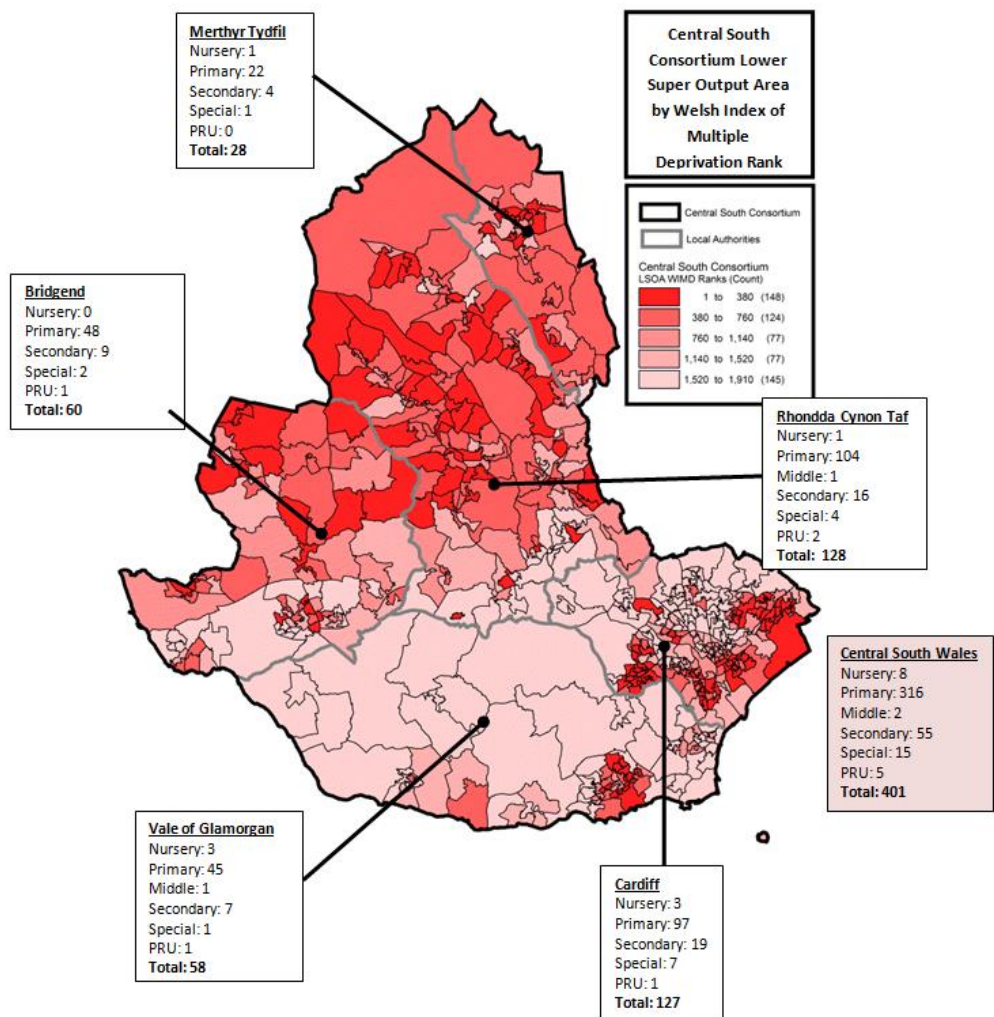 Merthyr Tydfil
Nursery: 1
Primary: 22
Secondary: 4
Special: 1
PRU: 0
Total: 28
Central South
Consortium Lower
Super Output Area
by Welsh Index of
Multiple
Deprivation Rank
Central South Consortium
Local Authorities
Central South Consortium
LSOA WIMD Ranks (Count)
1 to 380 (148)
380 to 760 (124)
760 to 1,140 (77)
1,140 to 1,520 (77)
1,520 to 1,910 (145)
Bridgend
Nursery: 0
Primary: 48
Secondary: 9
Special: 2
PRU: 1
Total: 60
Rhondda Cynon Taf
Nursery: 1
Primary: 104
Middle: 1
Secondary: 16
Special: 4
PRU: 2
Total: 128
Central South Wales
Nursery: 8
Primary: 316
Middle: 2
Secondary: 55
Special: 15
PRU: 5
Total: 401
Vale of Glamorgan
Nursery: 3
Primary: 45
Middle: 1
Secondary: 7
Special: 1
PRU: 1
Total: 58
Cardiff
Nursery: 3
Primary: 97
Secondary: 19
Special: 7
PRU: 1
Total: 127